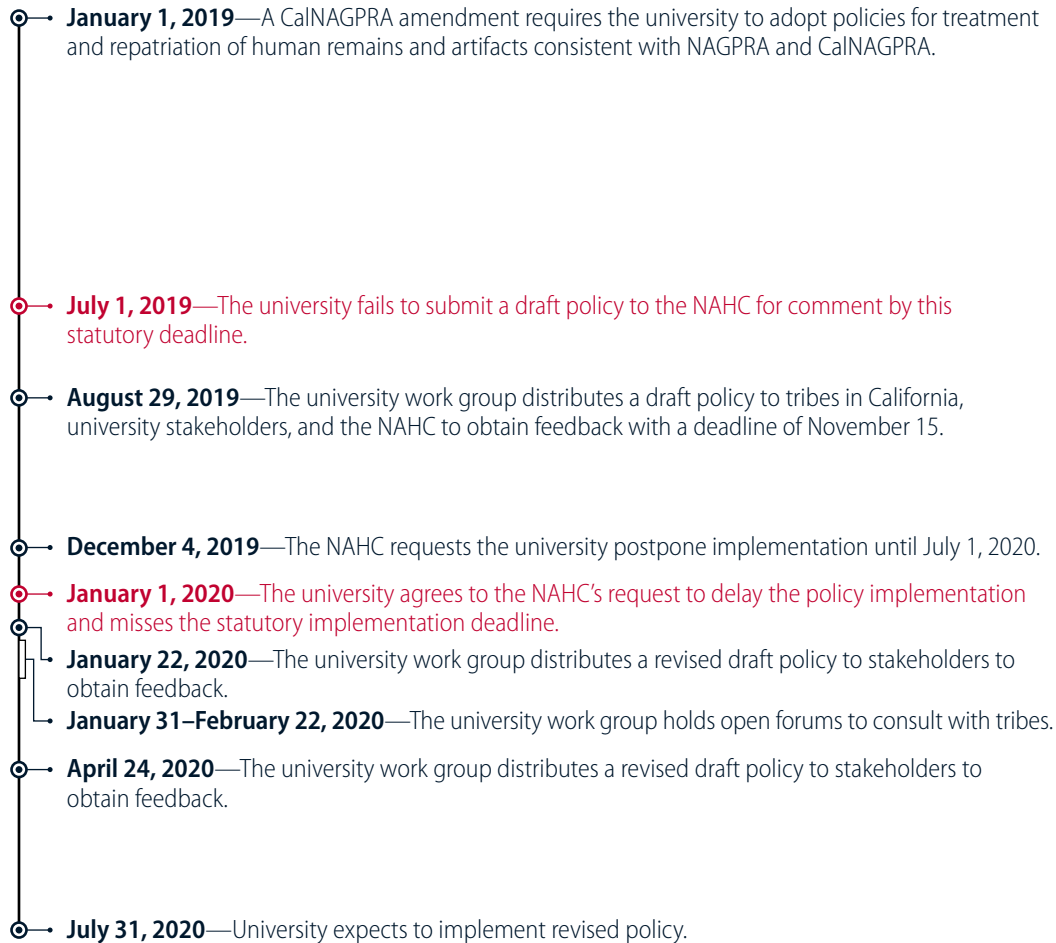 January 1, 2019—A CalNAGPRA amendment requires the university to adopt policies for treatment
and repatriation of human remains and artifacts consistent with NAGPRA and CalNAGPRA.
July 1, 2019—The university fails to submit a draft policy to the NAHC for comment by this
statutory deadline.
August 29, 2019—The university work group distributes a draft policy to tribes in California,
university stakeholders, and the NAHC to obtain feedback with a deadline of November 15.
December 4, 2019—The NAHC requests the university postpone implementation until July 1, 2020.
January 1, 2020—The university agrees to the NAHC’s request to delay the policy implementation
and misses the statutory implementation deadline.
January 22, 2020—The university work group distributes a revised draft policy to stakeholders to
obtain feedback.
January 31–February 22, 2020—The university work group holds open forums to consult with tribes.
April 24, 2020—The university work group distributes a revised draft policy to stakeholders to
obtain feedback.
July 31, 2020—University expects to implement revised policy.